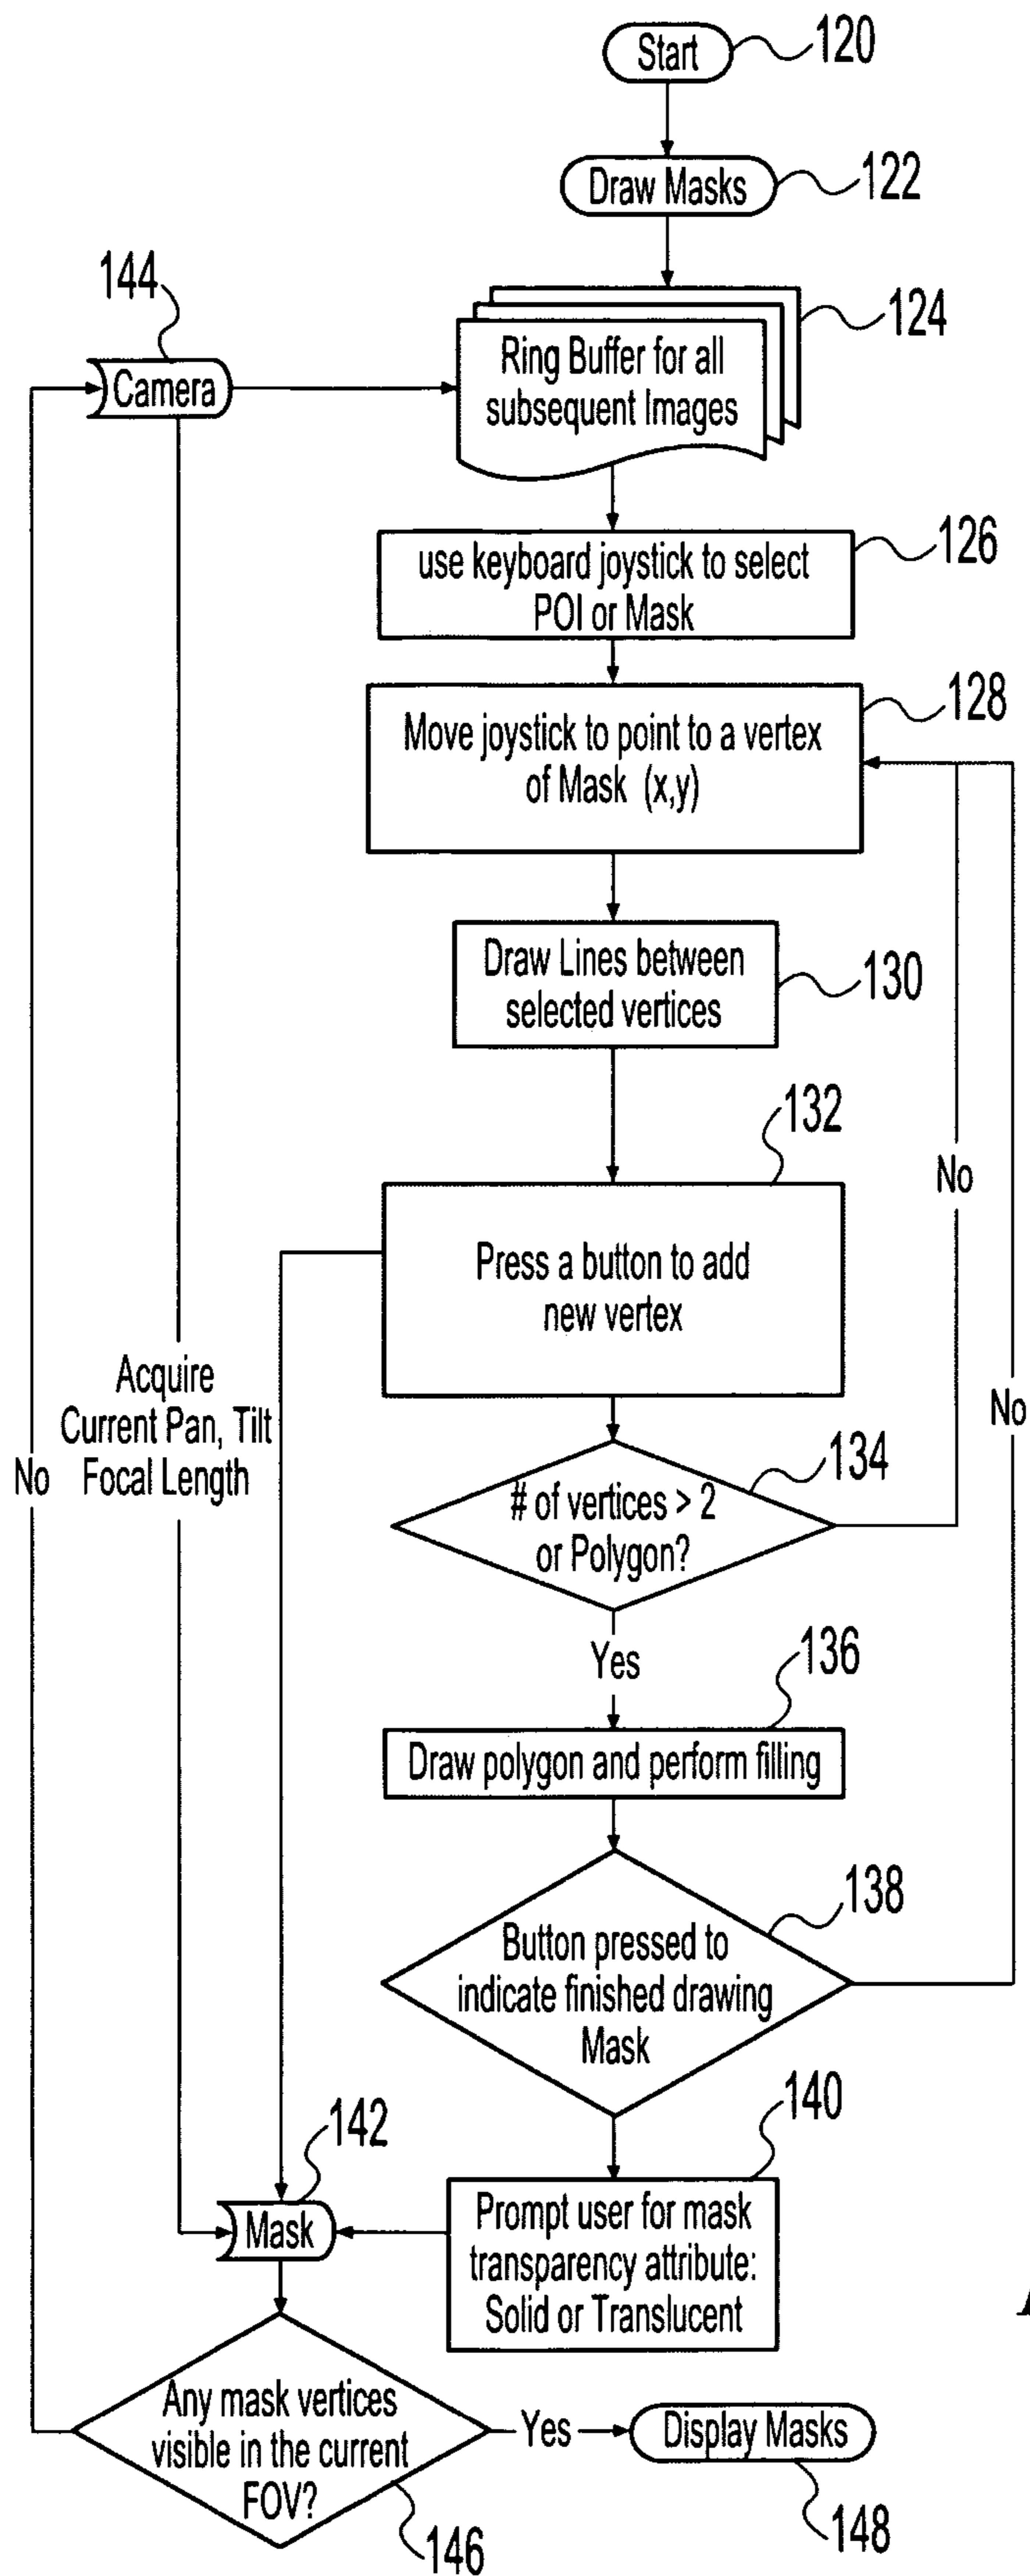 Start
120
Draw Masks
122
144
Camera
Ring Buffer for all
subsequent Images
124
use keyboard joystick to select
POI or Mask
126
Move joystick to point to a vertex
of Mask (x,y)
128
Draw Lines between
selected vertices
130
132
Press a button to add
new vertex
No
No
Acquire
Current Pan, Tilt
Focal Length
No
# of vertices > 2
or Polygon?
134
Yes
136
Draw polygon and perform filling
138
Button pressed to
indicate finished drawing
Mask
140
142
Mask
Prompt user for mask
transparency attribute:
Solid or Translucent
Any mask vertices
visible in the current
FOV?
146
Yes
Display Masks
148